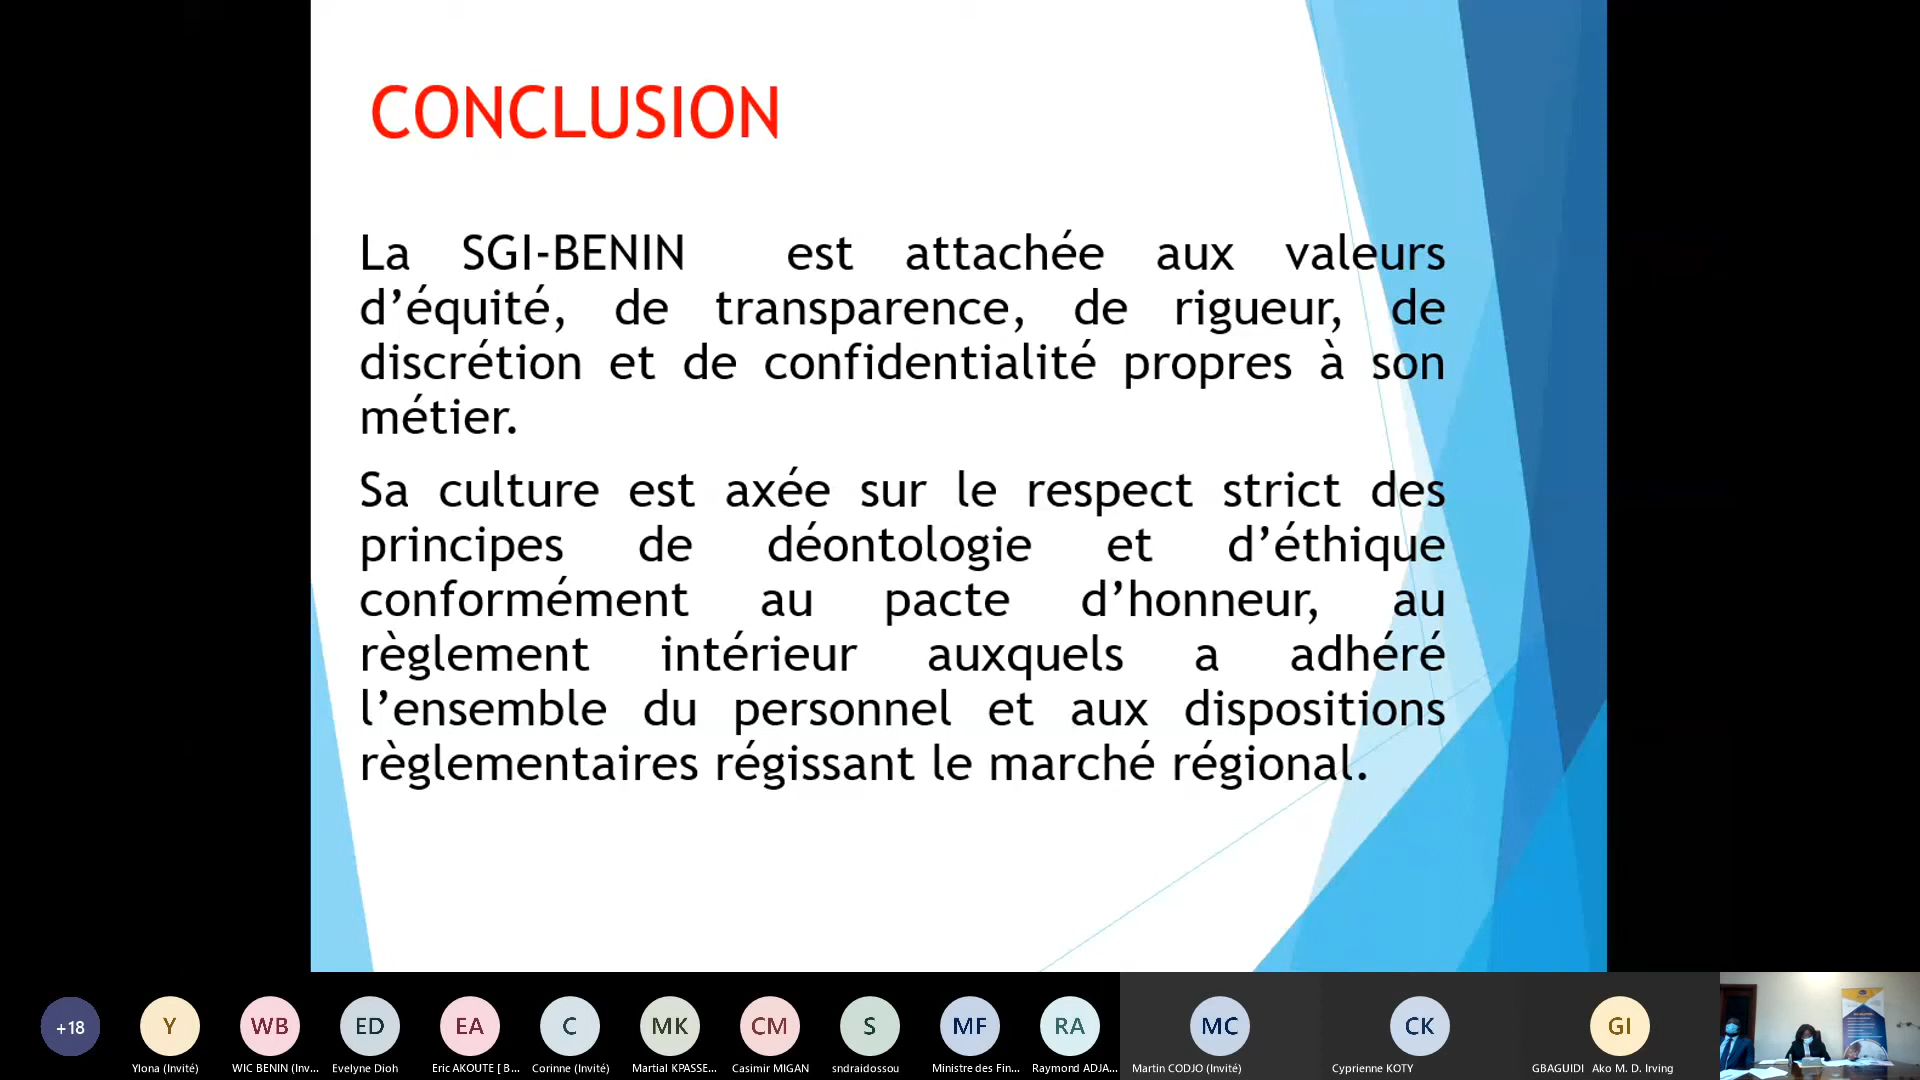 CONCLUSION
La SGI-BENIN est attachée aux valeurs
d’équité, de transparence, de rigueur, de
discrétion et de confidentialité propres à son
métier.
Sa culture est axée sur le respect strict des
principes de déontologie et d’éthique
conformément au pacte d’honneur, au
règlement intérieur auxquels a adhéré
l’ensemble du personnel et aux dispositions
règlementaires régissant le marché régional.
+18
Y
WB
ED
EA
C
MK
CM
S
MF
RA
MC
CK
GI
Ylona (Invité)
WIC BENIN (Inv...
Evelyne Dioh
Eric AKOUTE [ B...
Corinne (Invité)
Martial KPASSE...
Casimir MIGAN
sndraidossou
Ministre des Fin...
Raymond ADJA...
Martin CODJO (Invité)
Cyprienne KOTY
GBAGUIDI Ako M. D. Irving